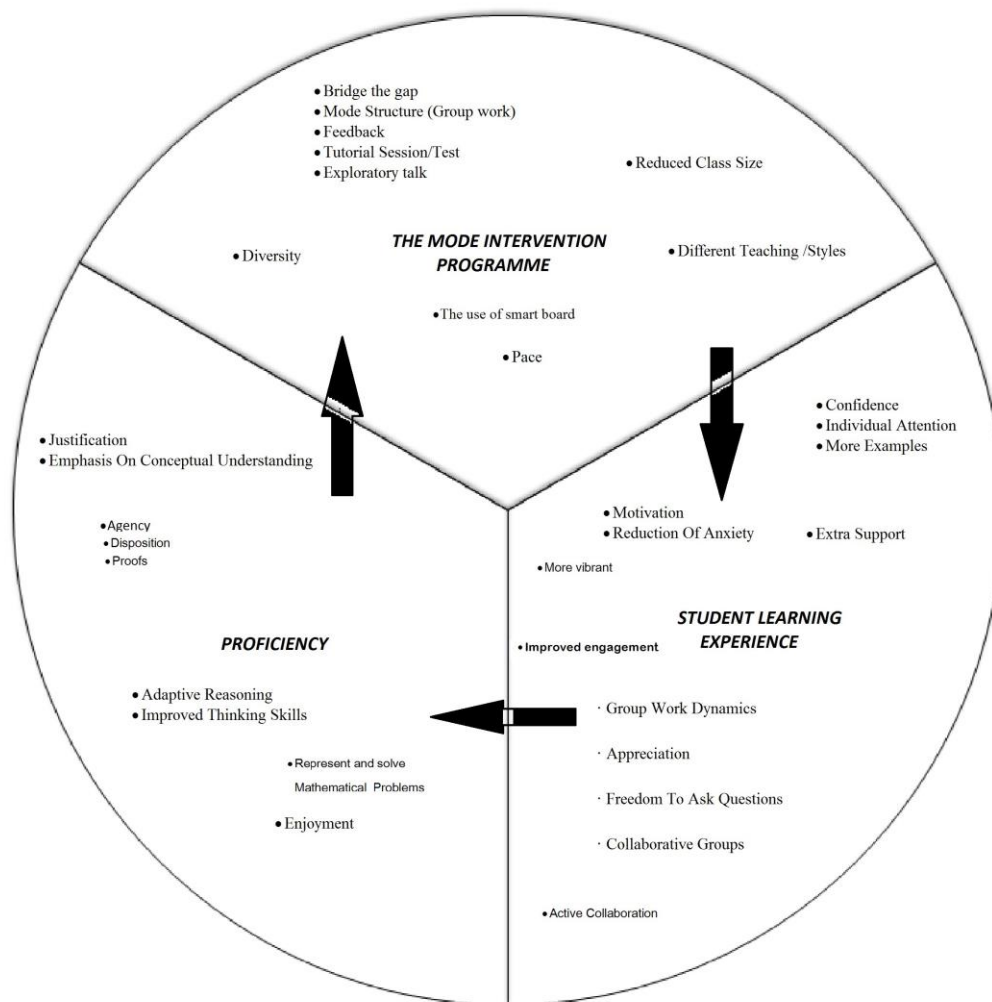 • Bridge the gap
• Mode Structure (Group work)
• Feedback
• Tutorial Session/Test
• Exploratory talk
• Reduced Class Size
• Diversity
THE MODE INTERVENTION
PROGRAMME
• Different Teaching /Styles
• The use of smart board
• Pace
• Confidence
• Individual Attention
• More Examples
• Motivation
• Reduction Of Anxiety
• Extra Support
• More vibrant
STUDENT LEARNING
EXPERIENCE
• Improved engagement
· Group Work Dynamics
· Appreciation
· Freedom To Ask Questions
· Collaborative Groups
• Active Collaboration
• Justification
• Emphasis On Conceptual Understanding
• Agency
• Disposition
• Proofs
PROFICIENCY
• Adaptive Reasoning
• Improved Thinking Skills
• Represent and solve
Mathematical Problems
• Enjoyment